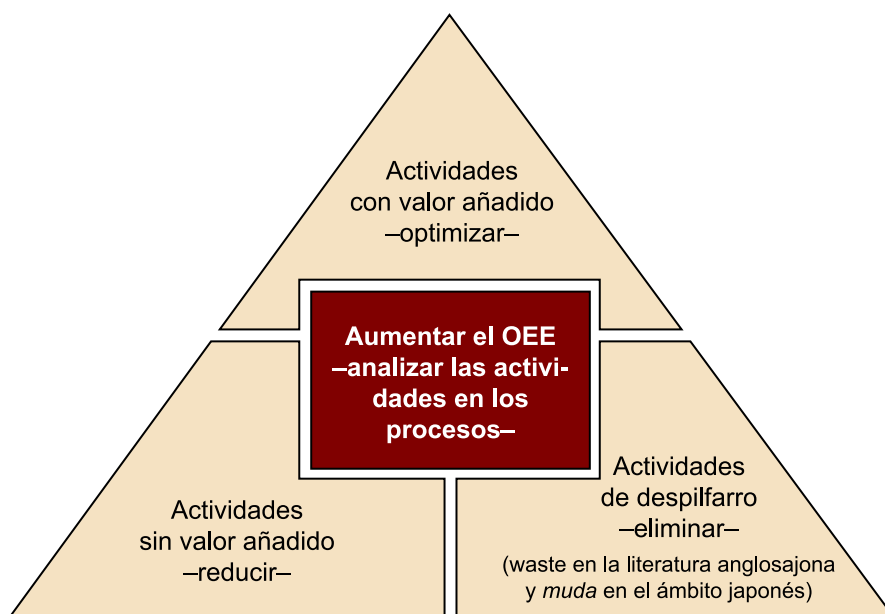 Actividades
con valor añadido
–optimizar–
Aumentar el OEE
–analizar las activi-
dades en los
procesos–
Actividades
sin valor añadido
–reducir–
Actividades
de despilfarro
–eliminar–
(waste en la literatura anglosajona
y muda en el ámbito japonés)